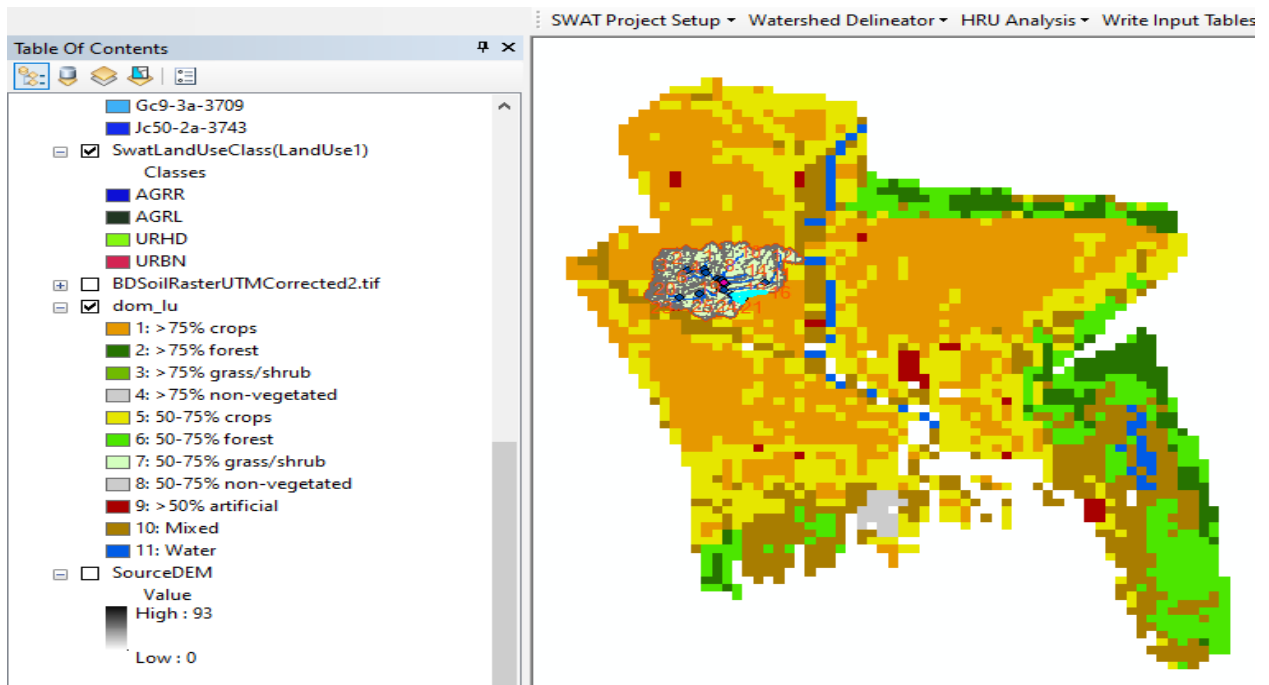 SWAT Project Setup Watershed Delineator HRU Analysis Write Input Tables
Table Of Contents
Gc9-3a-3709
Jc50-2a-3743
SwatLandUseClass(LandUse1)
Classes
AGRR
AGRL
URHD
URBN
BDSoilRasterUTMCorrected2.tif
dom_lu
1: >75% crops
2: >75% forest
3: >75% grass/shrub
4: >75% non-vegetated
5: 50-75% crops
6: 50-75% forest
7: 50-75% grass/shrub
8: 50-75% non-vegetated
9: >50% artificial
10: Mixed
11: Water
SourceDEM
Value
High : 93
Low : 0